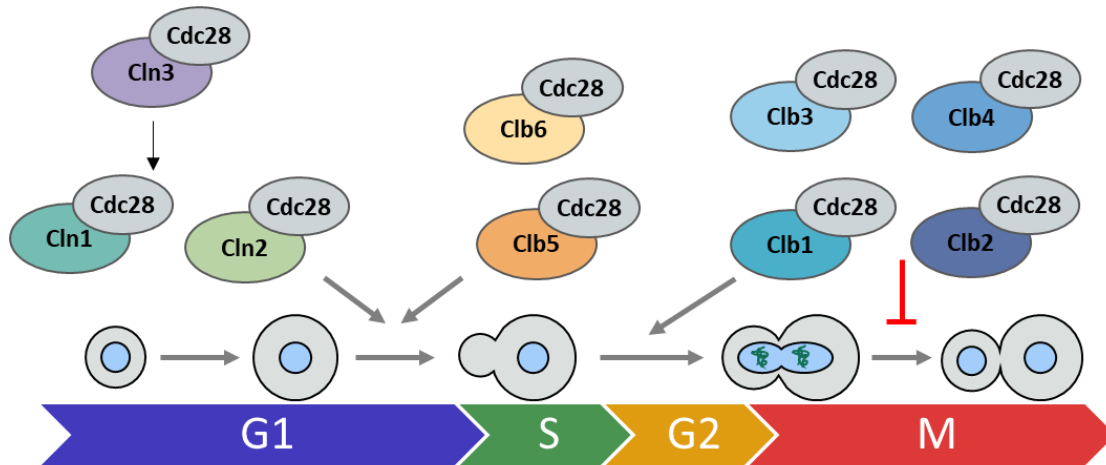 Cdc28
Cln3
Cdc28
Clb6
Cdc28
Clb3
Cdc28
Clb4
Cdc28
Cln1
Cdc28
Cln2
Cdc28
Clb5
Cdc28
Clb1
Cdc28
Clb2
G1
S
G2
M